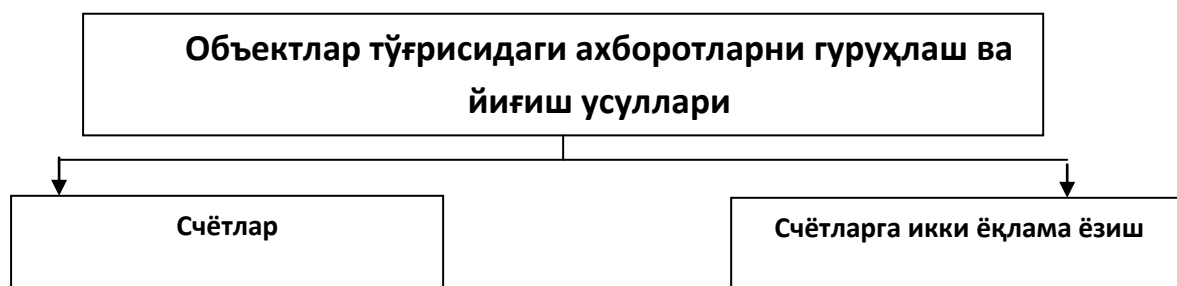 Объектлар тўғрисидаги ахборотларни гуруҳлаш ва
йиғиш усуллари
Счётлар
Счётларга икки ёқлама ёзиш